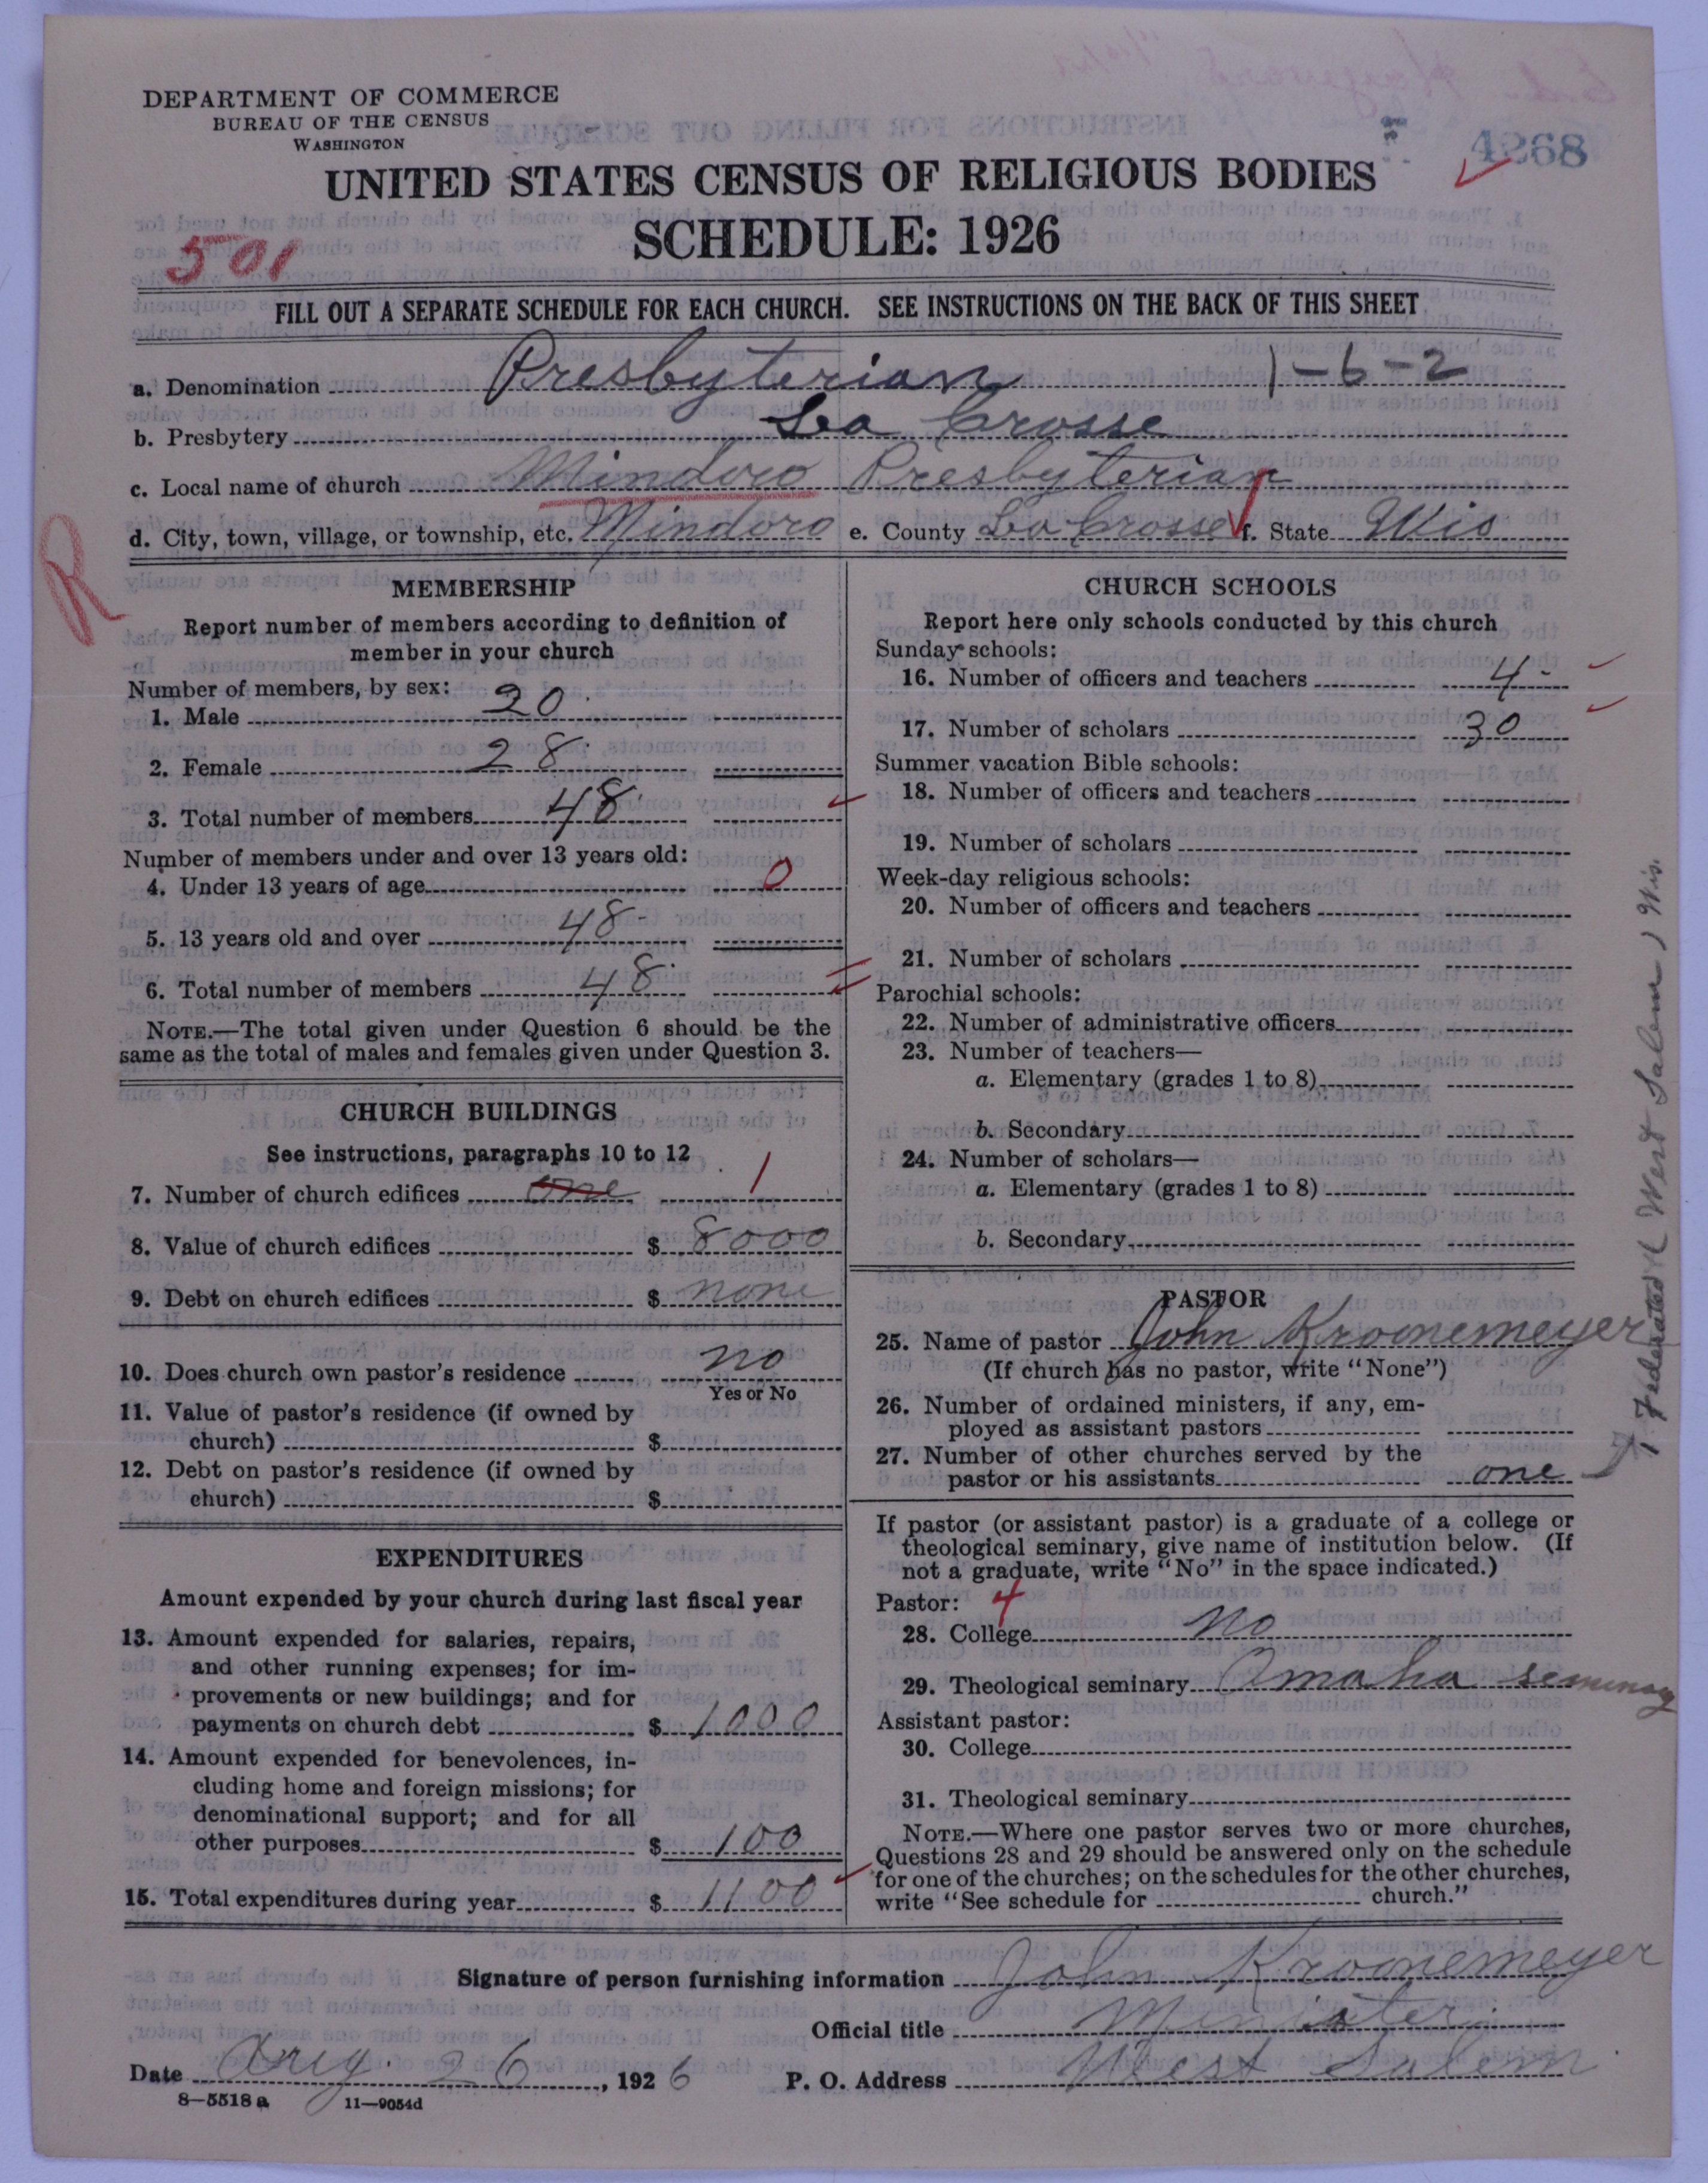 DEPARTMENT OF COMMERCE
BUREAU OF THE CENSUS
WASHINGTON
4268
UNITED STATES CENSUS OF RELIGIOUS BODIES
SCHEDULE: 1926
501
FILL OUT A SEPARATE SCHEDULE FOR EACH CHURCH. SEE INSTRUCTIONS ON THE BACK OF THIS SHEET
a. Denomination Presbyterian 1-6-2
b. Presbytery La Crosse
c. Local name of church Mindoro Presbyterian
d. City, town, village, or township, etc. Mindoro e. County La Crosse f. State Wis
R
MEMBERSHIP
Report number of members according to definition of
member in your church
Number of members, by sex:
1. Male 20
2. Female 28
3. Total number of members 48
Number of members under and over 13 years old:
4. Under 13 years of age 0
5. 13 years old and over 48
6. Total number of members 48
NOTE.—The total given under Question 6 should be the
same as the total of males and females given under Question 3.
CHURCH BUILDINGS
See instructions, paragraphs 10 to 12
7. Number of church edifices one 1
8. Value of church edifices $ 8000
9. Debt on church edifices $ none
10. Does church own pastor's residence no
Yes or No
11. Value of pastor's residence (if owned by
church) $
12. Debt on pastor's residence (if owned by
church) $
EXPENDITURES
Amount expended by your church during last fiscal year
13. Amount expended for salaries, repairs,
and other running expenses; for im-
provements or new buildings; and for
payments on church debt $ 1000
14. Amount expended for benevolences, in-
cluding home and foreign missions; for
denominational support; and for all
other purposes $ 100
15. Total expenditures during year $ 1100
CHURCH SCHOOLS
Report here only schools conducted by this church
Sunday schools:
16. Number of officers and teachers 4
17. Number of scholars 30
Summer vacation Bible schools:
18. Number of officers and teachers
19. Number of scholars
Week-day religious schools:
20. Number of officers and teachers
21. Number of scholars
Parochial schools:
22. Number of administrative officers
23. Number of teachers—
a. Elementary (grades 1 to 8)
b. Secondary
24. Number of scholars—
a. Elementary (grades 1 to 8)
b. Secondary
PASTOR
25. Name of pastor John Kroonemeyer
(If church has no pastor, write "None")
26. Number of ordained ministers, if any, em-
ployed as assistant pastors
27. Number of other churches served by the
pastor or his assistants one
Federated West Salem, Wis.
If pastor (or assistant pastor) is a graduate of a college or
theological seminary, give name of institution below. (If
not a graduate, write "No" in the space indicated.)
Pastor: 4
28. College no
29. Theological seminary Omaha seminary
Assistant pastor:
30. College
31. Theological seminary
NOTE.—Where one pastor serves two or more churches,
Questions 28 and 29 should be answered only on the schedule
for one of the churches; on the schedules for the other churches,
write "See schedule for church."
Signature of person furnishing information John Kroonemeyer
Official title Minister
Date Aug. 26, 1926 P. O. Address West Salem
8—5518 a 11—9054d